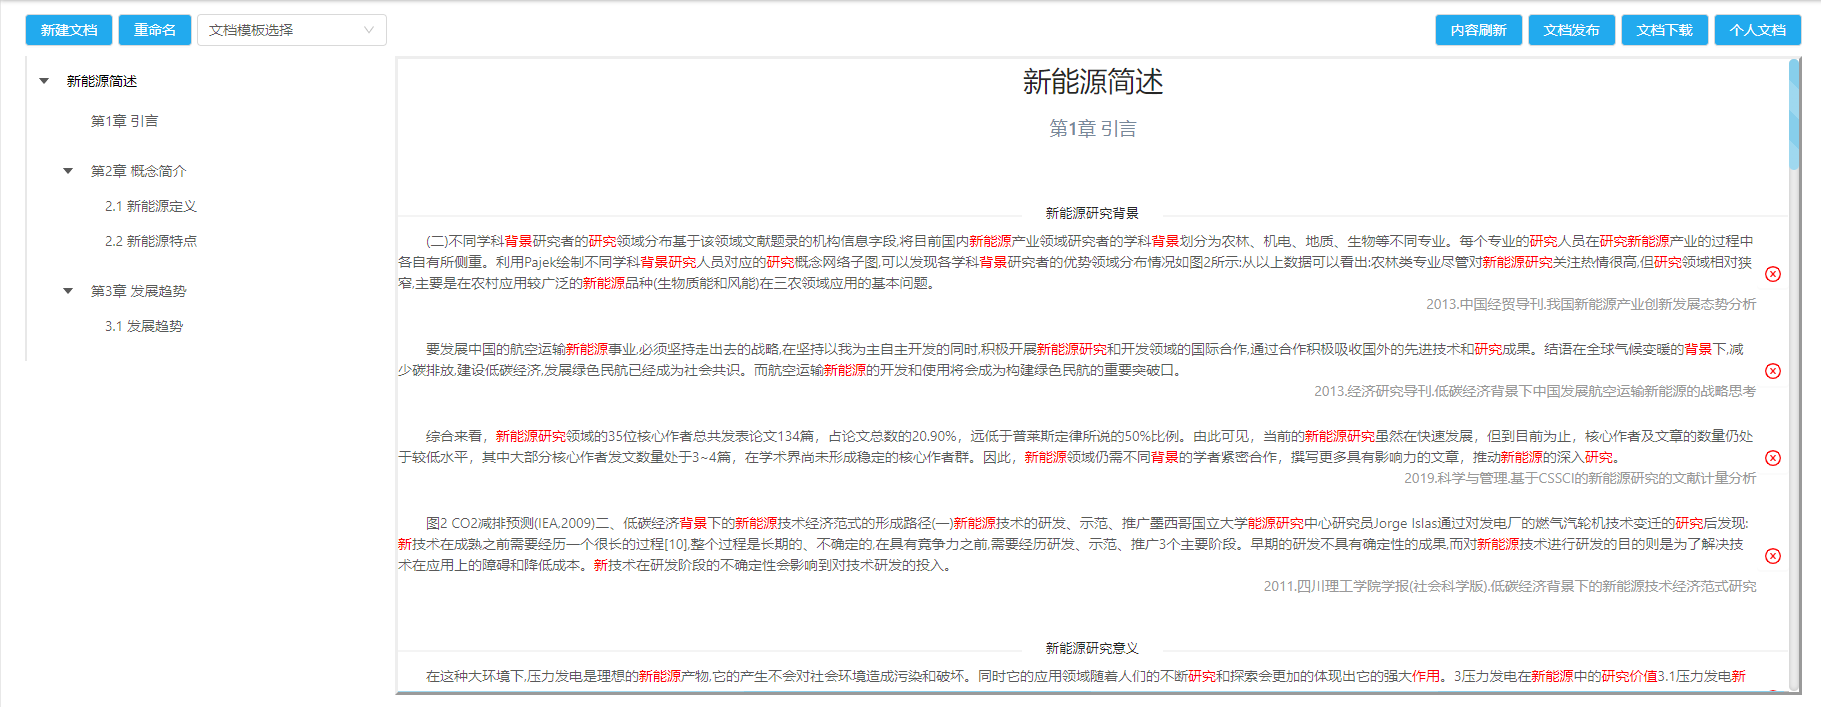 新建文档 重命名 文档模板选择 内容刷新 文档发布 文档下载 个人文档
新能源简述
第1章 引言
第2章 概念简介
2.1 新能源定义
2.2 新能源特点
第3章 发展趋势
3.1 发展趋势
新能源简述
第1章 引言
新能源研究背景
(二)不同学科背景研究者的研究领域分布基于该领域文献题录的机构信息字段,将目前国内新能源产业领域研究者的学科背景划分为农林、机电、地质、生物等不同专业。每个专业的研究人员在研究新能源产业的过程中
各自有所侧重。利用Pajek绘制不同学科背景研究人员对应的研究概念网络子图,可以发现各学科背景研究者的优势领域分布情况如图2所示:从以上数据可以看出:农林类专业尽管对新能源研究关注热情很高,但研究领域相对狭
窄,主要是在农村应用较广泛的新能源品种(生物质能和风能)在三农领域应用的基本问题。
2013.中国经贸导刊.我国新能源产业创新发展态势分析
要发展中国的航空运输新能源事业,必须坚持走出去的战略,在坚持以我为主自主开发的同时,积极开展新能源研究和开发领域的国际合作,通过合作积极吸收国外的先进技术和研究成果。结语在全球气候变暖的背景下,减
少碳排放,建设低碳经济,发展绿色民航已经成为社会共识。而航空运输新能源的开发和使用将会成为构建绿色民航的重要突破口。
2013.经济研究导刊.低碳经济背景下中国发展航空运输新能源的战略思考
综合来看，新能源研究领域的35位核心作者总共发表论文134篇，占论文总数的20.90%，远低于普莱斯定律所说的50%比例。由此可见，当前的新能源研究虽然在快速发展，但到目前为止，核心作者及文章的数量仍处
于较低水平，其中大部分核心作者发文数量处于3~4篇，在学术界尚未形成稳定的核心作者群。因此，新能源领域仍需不同背景的学者紧密合作，撰写更多具有影响力的文章，推动新能源的深入研究。
2019.科学与管理.基于CSSCI的新能源研究的文献计量分析
图2 CO2减排预测(IEA,2009)二、低碳经济背景下的新能源技术经济范式的形成路径(一)新能源技术的研发、示范、推广墨西哥国立大学能源研究中心研究员Jorge Islas通过对发电厂的燃气汽轮机技术变迁的研究后发现:
新技术在成熟之前需要经历一个很长的过程[10],整个过程是长期的、不确定的,在具有竞争力之前,需要经历研发、示范、推广3个主要阶段。早期的研发不具有确定性的成果,而对新能源技术进行研发的目的则是为了解决技
术在应用上的障碍和降低成本。新技术在研发阶段的不确定性会影响到对技术研发的投入。
2011.四川理工学院学报(社会科学版).低碳经济背景下的新能源技术经济范式研究
新能源研究意义
在这种大环境下,压力发电是理想的新能源产物,它的产生不会对社会环境造成污染和破坏。同时它的应用领域随着人们的不断研究和探索会更加的体现出它的强大作用。3压力发电在新能源中的研究价值3.1压力发电新